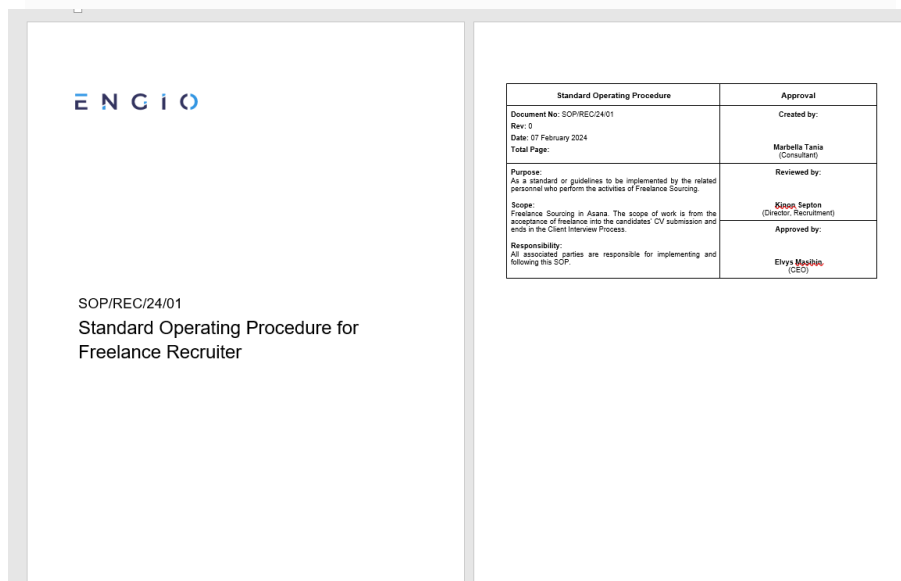 ENGIO
SOP/REC/24/01
Standard Operating Procedure for
Freelance Recruiter
Standard Operating Procedure
Approval
Document No: SOP/REC/24/01
Rev: 0
Date: 07 February 2024
Total Page:
Created by:
Marbella Tania
(Consultant)
Purpose:
As a standard or guidelines to be implemented by the related
personnel who perform the activities of Freelance Sourcing.
Scope:
Freelance Sourcing in Asana. The scope of work is from the
acceptance of freelance into the candidates' CV submission and
ends in the Client Interview Process.
Responsibility:
All associated parties are responsible for implementing and
following this SOP.
Reviewed by:
Septon
(Director, Recruitment)
Approved by:
Elvys Masihin
(CEO)